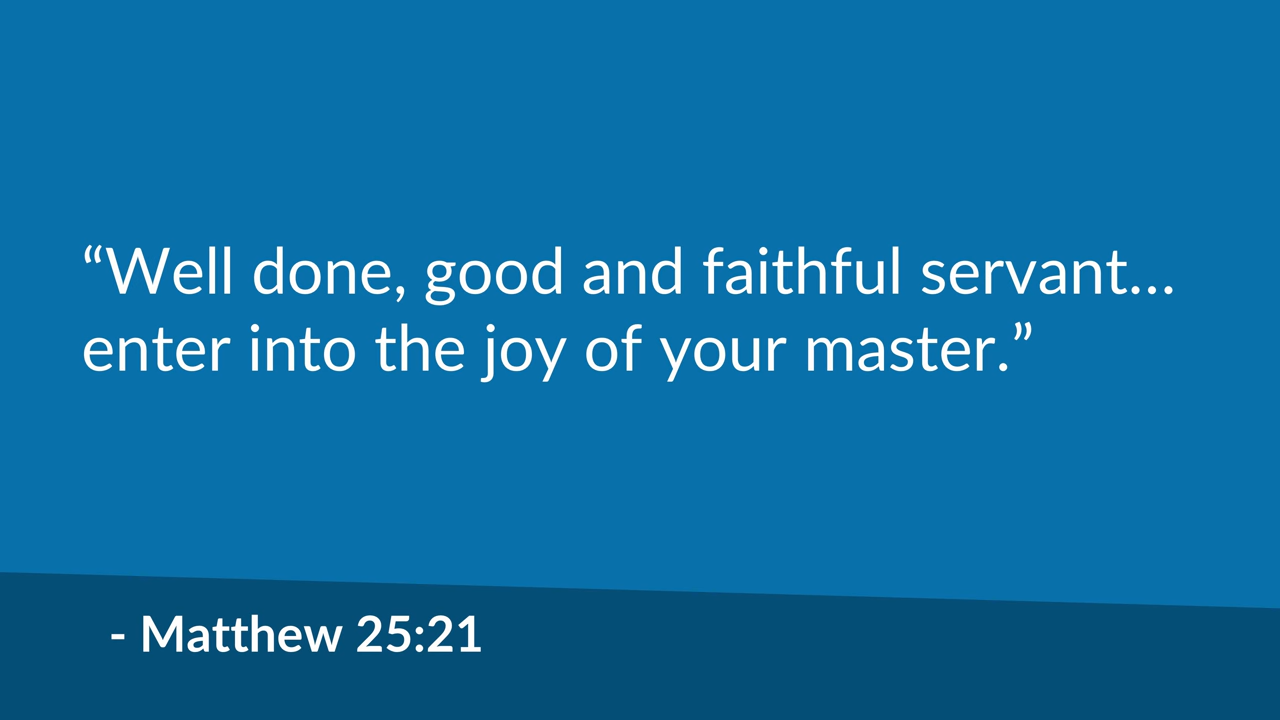 “Well done, good and faithful servant…
enter into the joy of your master.”
- Matthew 25:21